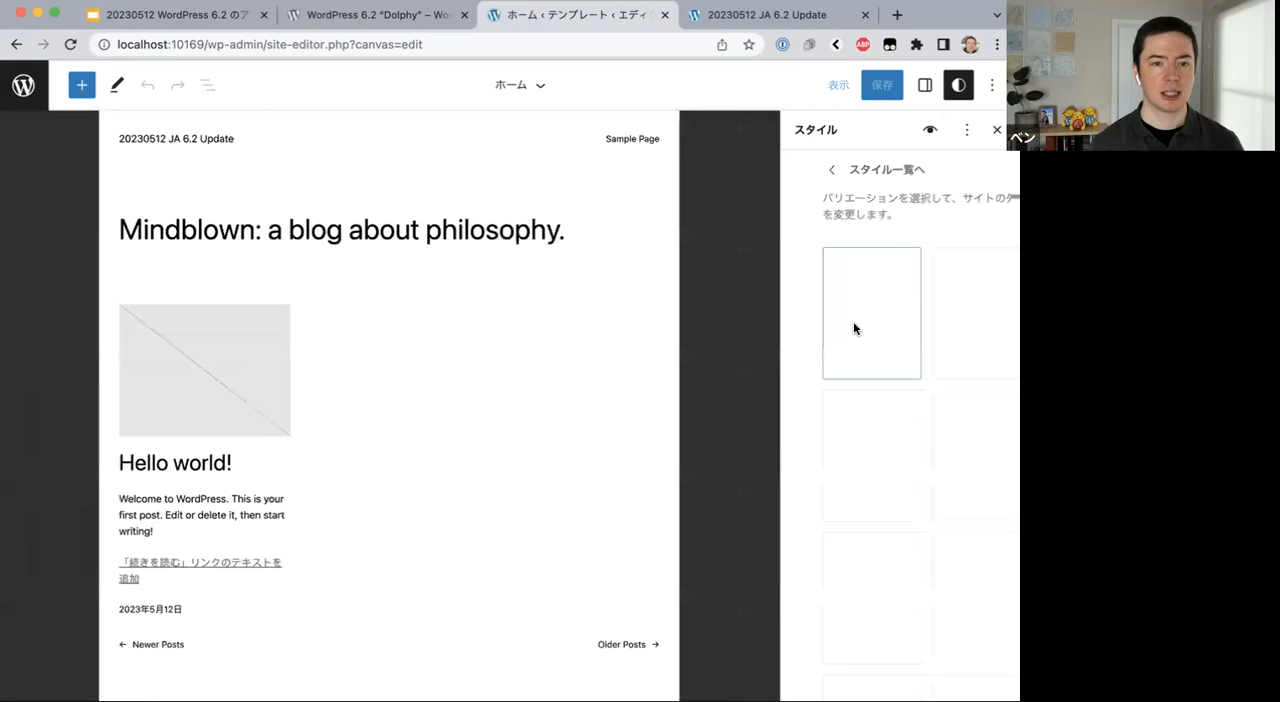 20230512 WordPress 6.2 のア
WordPress 6.2 “Dolphy” – Wo
ホーム ‹ テンプレート ‹ エディ
20230512 JA 6.2 Update
localhost:10169/wp-admin/site-editor.php?canvas=edit
ABP
ホーム
表示
保存
20230512 JA 6.2 Update
Sample Page
スタイル
ベン
スタイル一覧へ
バリエーションを選択して、サイトの
を変更します。
Mindblown: a blog about philosophy.
Hello world!
Welcome to WordPress. This is your
first post. Edit or delete it, then start
writing!
「続きを読む」リンクのテキストを
追加
2023年5月12日
← Newer Posts
Older Posts →